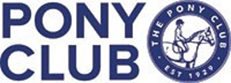 PONY
CLUB
THE PONY CLUB
EST 1929